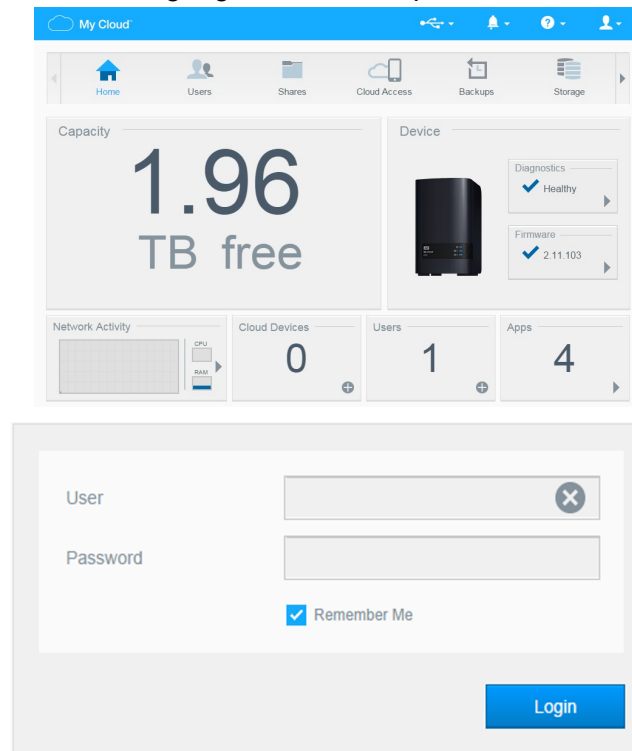 My Cloud
Home Users Shares Cloud Access Backups Storage
Capacity
1.96
TB free
Device
Diagnostics
Healthy
Firmware
2.11.103
Network Activity
CPU
RAM
Cloud Devices
0
Users
1
Apps
4
User
Password
Remember Me
Login